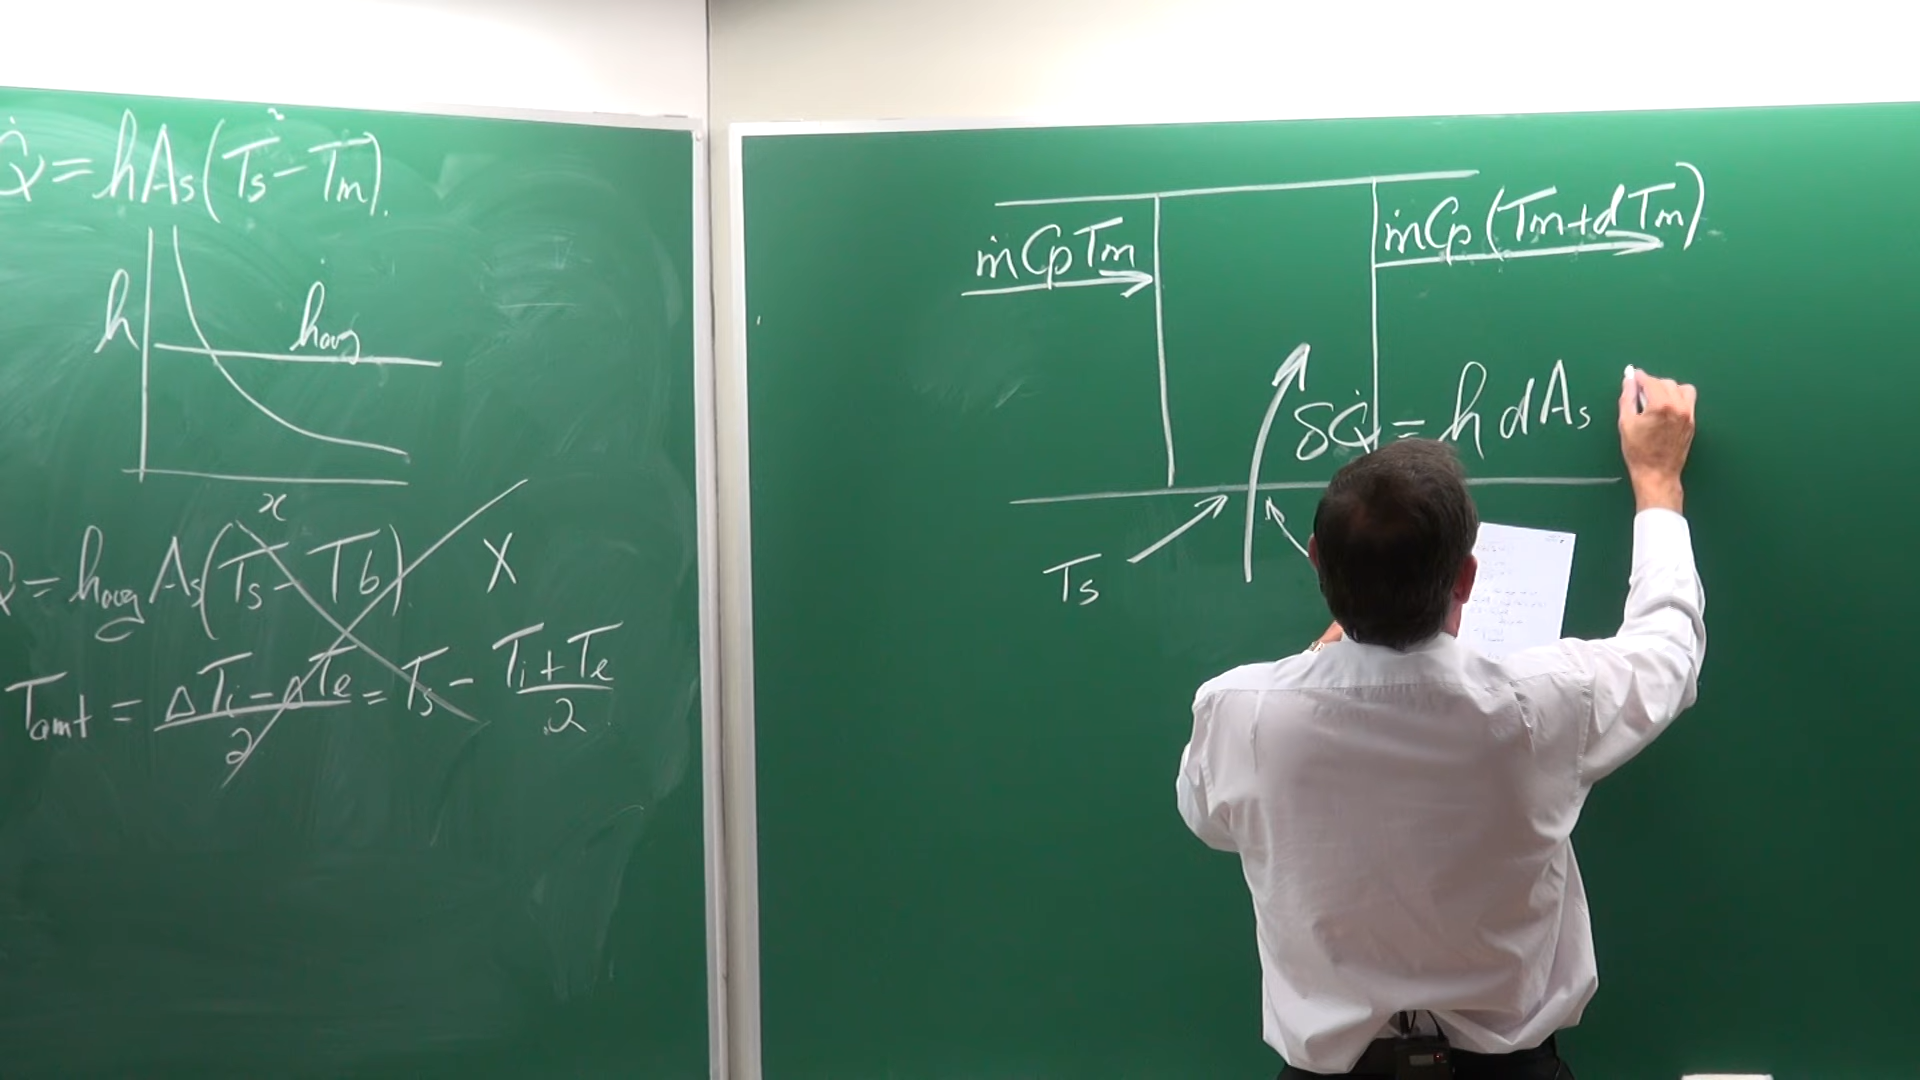 Q̇ = hAs(Ts - Tm).
h
havg
x
Q = havg As(Ts - Tb). X
Tamt = ΔTi - ΔTe / 2 = Ts - Ti + Te / 2
ṁCpTm
ṁCp(Tm+dTm)
δQ̇ = h dAs
Ts